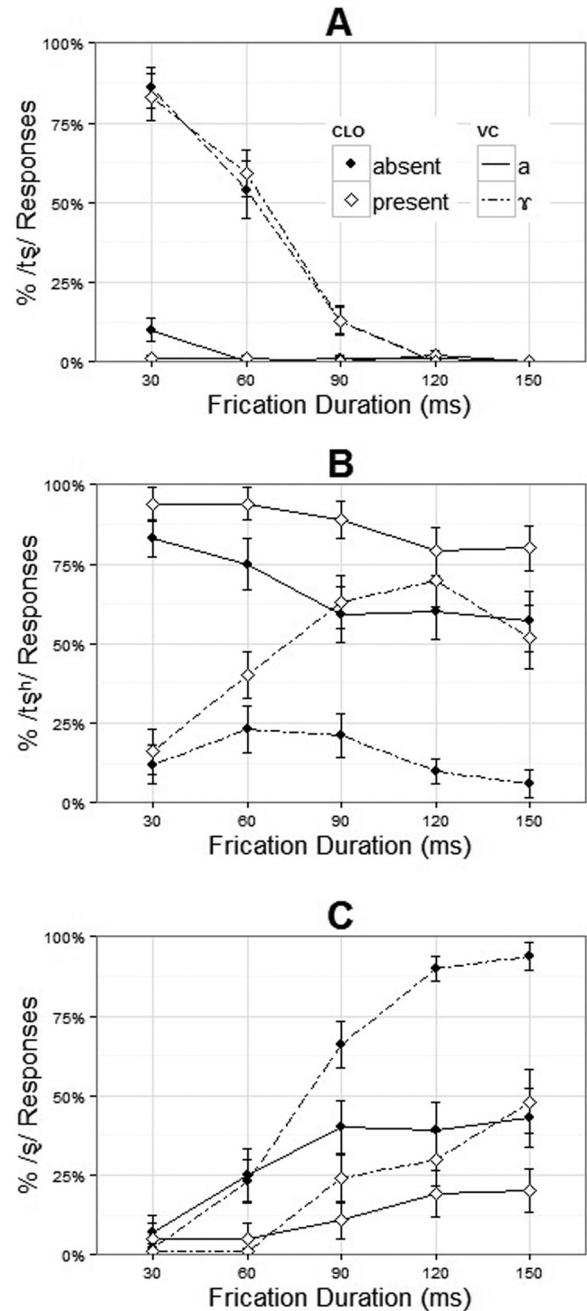 A
100%
75%
50%
25%
0%
% /tʂ/ Responses
CLO VC
absent a
present ɤ
30 60 90 120 150
Frication Duration (ms)
B
100%
75%
50%
25%
0%
% /tʂʰ/ Responses
30 60 90 120 150
Frication Duration (ms)
C
100%
75%
50%
25%
0%
% /ʂ/ Responses
30 60 90 120 150
Frication Duration (ms)